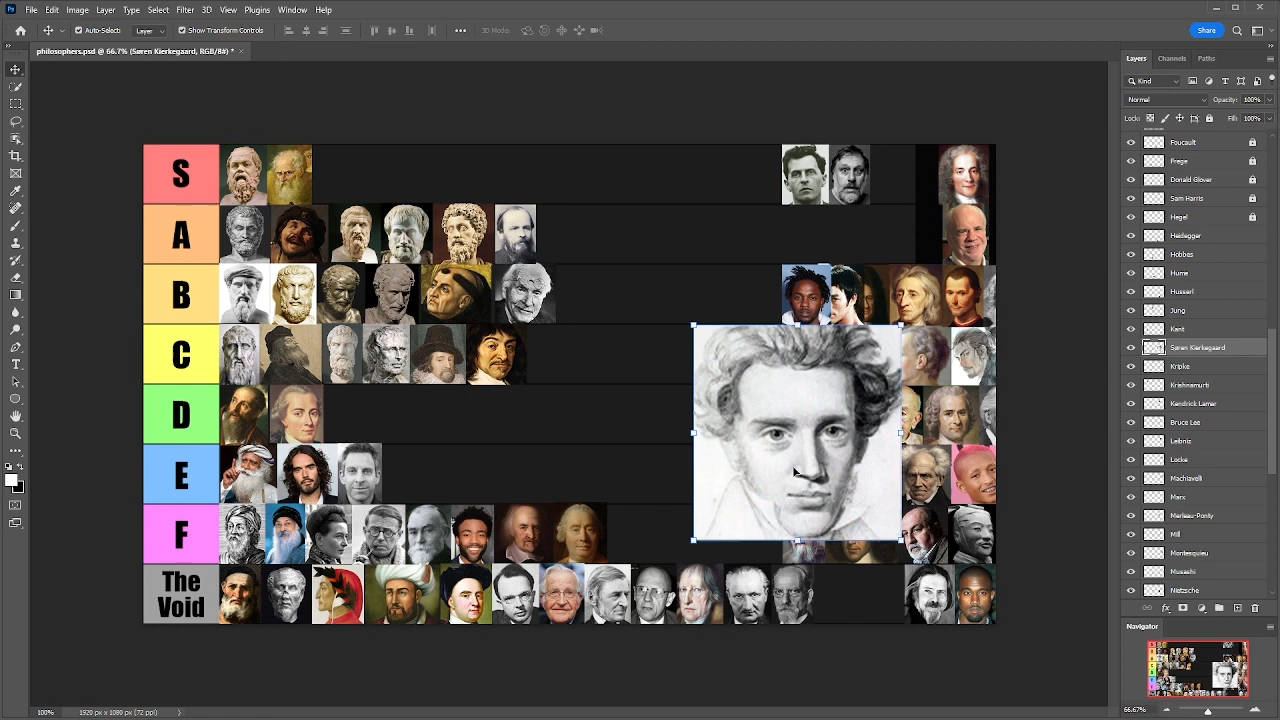 Ps File Edit Image Layer Type Select Filter 3D View Plugins Window Help
Auto-Select: Layer Show Transform Controls 3D Mode: Share
philosophers.psd @ 66.7% (Søren Kierkegaard, RGB/8#) * ×
S
A
B
C
D
E
F
The
Void
Layers Channels Paths
Kind
Normal Opacity: 100%
Lock: Fill: 100%
Foucault
Frege
Donald Glover
Sam Harris
Hegel
Heidegger
Hobbes
Hume
Husserl
Jung
Kant
Søren Kierkegaard
Kripke
Krishnamurti
Kendrick Lamar
Bruce Lee
Leibniz
Locke
Machiavelli
Marx
Merleau-Ponty
Mill
Montesquieu
Musashi
Nietzsche
fx
Navigator
66.67%
100% 1920 px x 1080 px (72 ppi)